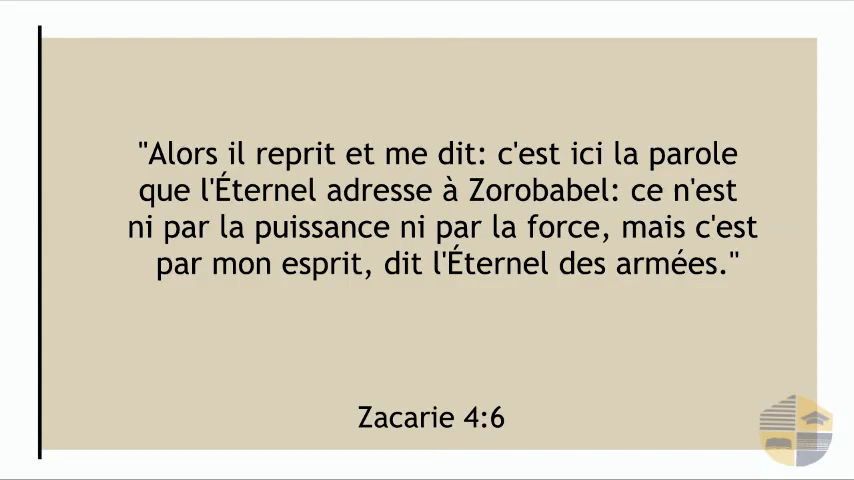 "Alors il reprit et me dit: c'est ici la parole
que l'Éternel adresse à Zorobabel: ce n'est
ni par la puissance ni par la force, mais c'est
par mon esprit, dit l'Éternel des armées."
Zacarie 4:6